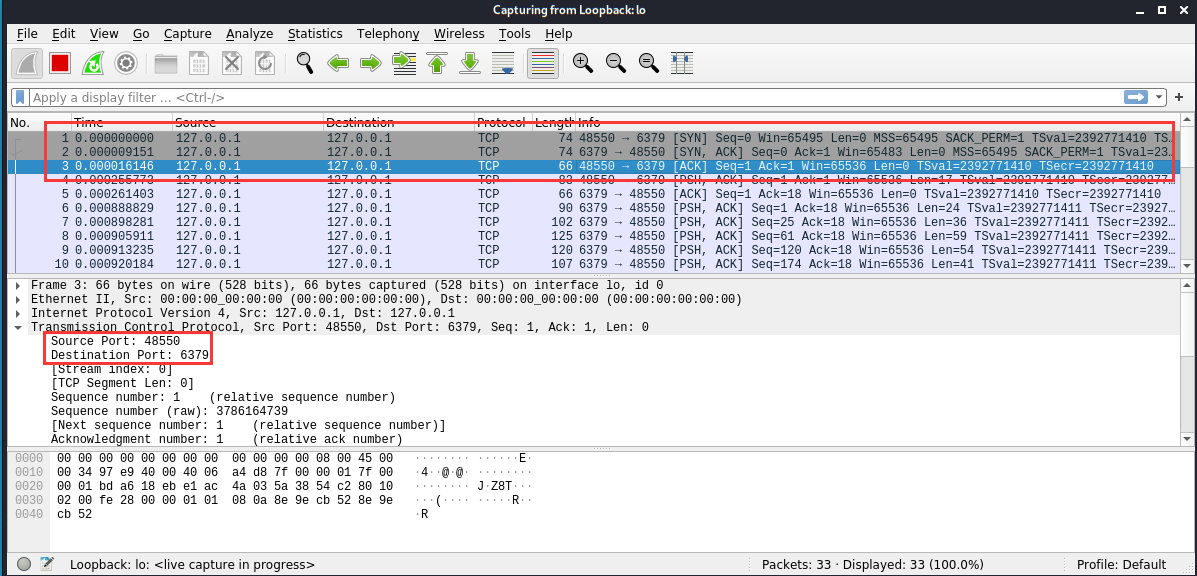 Capturing from Loopback: lo
File Edit View Go Capture Analyze Statistics Telephony Wireless Tools Help
Apply a display filter … <Ctrl-/>
No. Time Source Destination Protocol Length Info
1 0.000000000 127.0.0.1 127.0.0.1 TCP 74 48550 → 6379 [SYN] Seq=0 Win=65495 Len=0 MSS=65495 SACK_PERM=1 TSval=2392771410 TS…
2 0.000009151 127.0.0.1 127.0.0.1 TCP 74 6379 → 48550 [SYN, ACK] Seq=0 Ack=1 Win=65483 Len=0 MSS=65495 SACK_PERM=1 TSval=23…
3 0.000016146 127.0.0.1 127.0.0.1 TCP 66 48550 → 6379 [ACK] Seq=1 Ack=1 Win=65536 Len=0 TSval=2392771410 TSecr=2392771410
4 127.0.0.1 127.0.0.1 TCP 48550 → 6379 [PSH, ACK] Seq=1 Ack=1 Win=65536 Len=17
5 0.000261403 127.0.0.1 127.0.0.1 TCP 66 6379 → 48550 [ACK] Seq=1 Ack=18 Win=65536 Len=0 TSval=2392771410 TSecr=2392771410
6 0.000888829 127.0.0.1 127.0.0.1 TCP 90 6379 → 48550 [PSH, ACK] Seq=1 Ack=18 Win=65536 Len=24 TSval=2392771411 TSecr=23927…
7 0.000898281 127.0.0.1 127.0.0.1 TCP 102 6379 → 48550 [PSH, ACK] Seq=25 Ack=18 Win=65536 Len=36 TSval=2392771411 TSecr=2392…
8 0.000905911 127.0.0.1 127.0.0.1 TCP 125 6379 → 48550 [PSH, ACK] Seq=61 Ack=18 Win=65536 Len=59 TSval=2392771411 TSecr=2392…
9 0.000913235 127.0.0.1 127.0.0.1 TCP 120 6379 → 48550 [PSH, ACK] Seq=120 Ack=18 Win=65536 Len=54 TSval=2392771411 TSecr=239…
10 0.000920184 127.0.0.1 127.0.0.1 TCP 107 6379 → 48550 [PSH, ACK] Seq=174 Ack=18 Win=65536 Len=41 TSval=2392771411 TSecr=239…
Frame 3: 66 bytes on wire (528 bits), 66 bytes captured (528 bits) on interface lo, id 0
Ethernet II, Src: 00:00:00_00:00:00 (00:00:00:00:00:00), Dst: 00:00:00_00:00:00 (00:00:00:00:00:00)
Internet Protocol Version 4, Src: 127.0.0.1, Dst: 127.0.0.1
Transmission Control Protocol, Src Port: 48550, Dst Port: 6379, Seq: 1, Ack: 1, Len: 0
Source Port: 48550
Destination Port: 6379
[Stream index: 0]
[TCP Segment Len: 0]
Sequence number: 1 (relative sequence number)
Sequence number (raw): 3786164739
[Next sequence number: 1 (relative sequence number)]
Acknowledgment number: 1 (relative ack number)
0000 00 00 00 00 00 00 00 00 00 00 00 00 08 00 45 00 ········ ······E·
0010 00 34 97 e9 40 00 40 06 a4 d8 7f 00 00 01 7f 00 ·4··@·@· ········
0020 00 01 bd a6 18 eb e1 ac 4a 03 5a 38 54 c2 80 10 ········ J·Z8T···
0030 02 00 fe 28 00 00 01 01 08 0a 8e 9e cb 52 8e 9e ···(···· ·····R··
0040 cb 52 ·R
Loopback: lo: <live capture in progress> Packets: 33 · Displayed: 33 (100.0%) Profile: Default